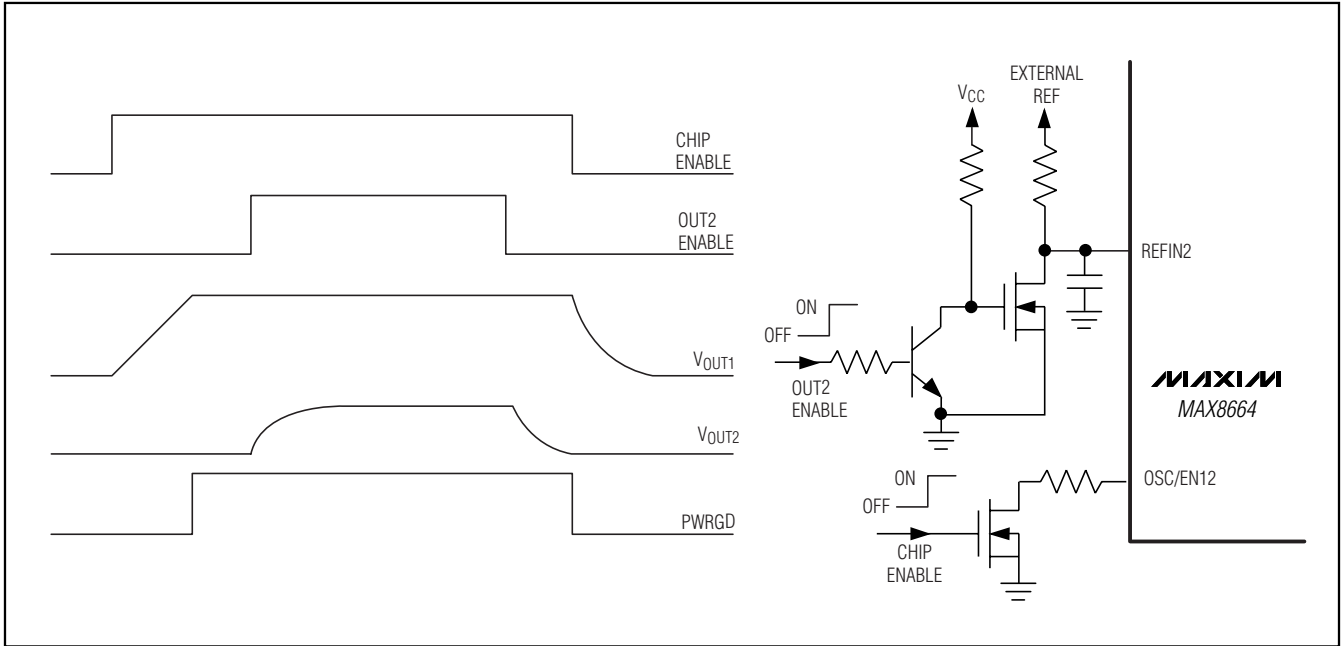 CHIP
ENABLE
OUT2
ENABLE
VOUT1
VOUT2
PWRGD
VCC
EXTERNAL
REF
REFIN2
ON
OFF
OUT2
ENABLE
MAXIM
MAX8664
ON
OFF
OSC/EN12
CHIP
ENABLE